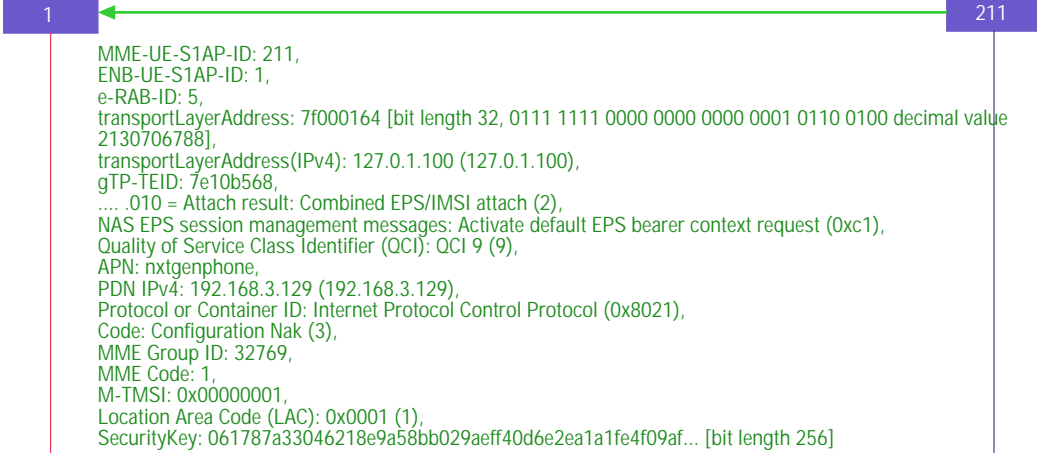 1
211
MME-UE-S1AP-ID: 211,
ENB-UE-S1AP-ID: 1,
e-RAB-ID: 5,
transportLayerAddress: 7f000164 [bit length 32, 0111 1111 0000 0000 0000 0001 0110 0100 decimal value
2130706788],
transportLayerAddress(IPv4): 127.0.1.100 (127.0.1.100),
gTP-TEID: 7e10b568,
.... .010 = Attach result: Combined EPS/IMSI attach (2),
NAS EPS session management messages: Activate default EPS bearer context request (0xc1),
Quality of Service Class Identifier (QCI): QCI 9 (9),
APN: nxtgenphone,
PDN IPv4: 192.168.3.129 (192.168.3.129),
Protocol or Container ID: Internet Protocol Control Protocol (0x8021),
Code: Configuration Nak (3),
MME Group ID: 32769,
MME Code: 1,
M-TMSI: 0x00000001,
Location Area Code (LAC): 0x0001 (1),
SecurityKey: 061787a33046218e9a58bb029aeff40d6e2ea1a1fe4f09af... [bit length 256]